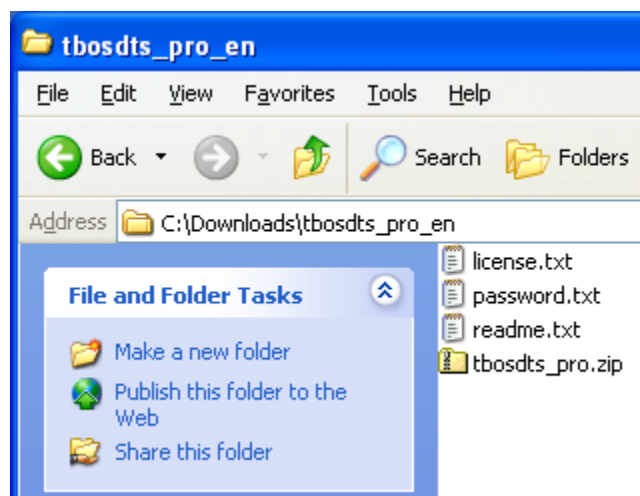 tbosdts_pro_en
File Edit View Favorites Tools Help
Back Search Folders
Address C:\Downloads\tbosdts_pro_en
File and Folder Tasks
Make a new folder
Publish this folder to the
Web
Share this folder
license.txt
password.txt
readme.txt
tbosdts_pro.zip